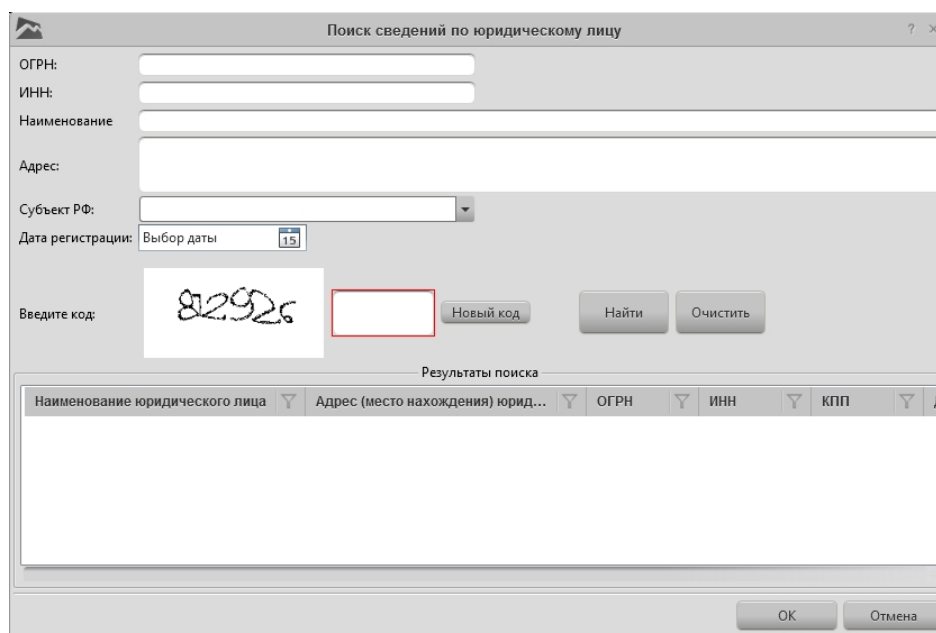 Поиск сведений по юридическому лицу ?
ОГРН:
ИНН:
Наименование
Адрес:
Субъект РФ:
Дата регистрации: Выбор даты 15
Введите код: Новый код Найти Очистить
Результаты поиска
Наименование юридического лица Адрес (место нахождения) юрид... ОГРН ИНН КПП
ОК Отмена